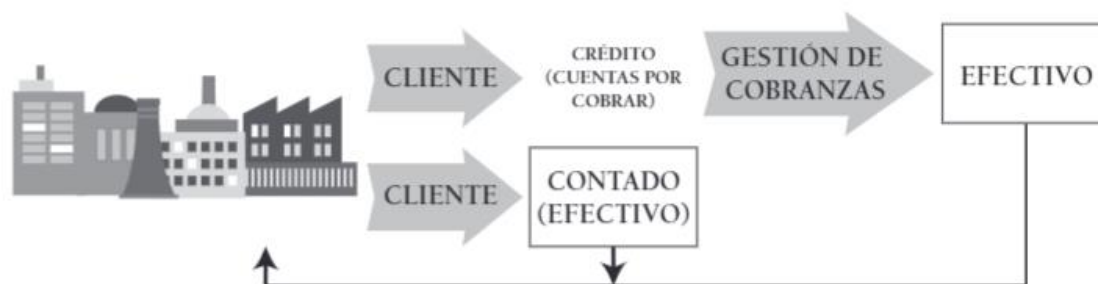 CLIENTE
CRÉDITO
(CUENTAS POR
COBRAR)
GESTIÓN DE
COBRANZAS
EFECTIVO
CLIENTE
CONTADO
(EFECTIVO)